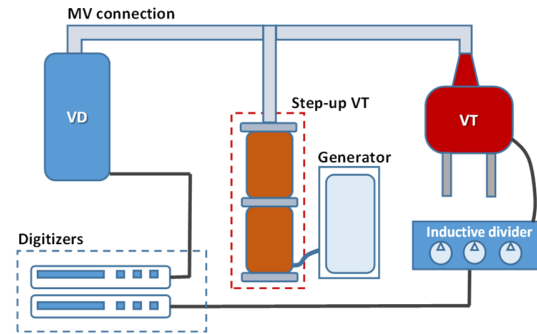 MV connection
VD
Step-up VT
VT
Generator
Inductive divider
Digitizers